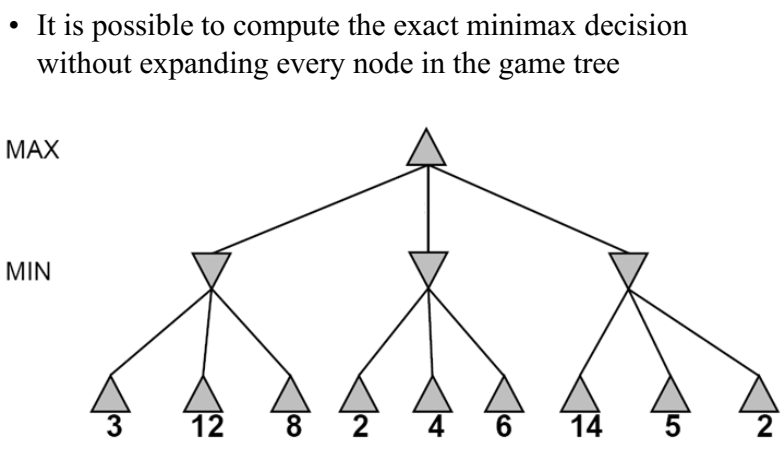 • It is possible to compute the exact minimax decision
without expanding every node in the game tree
MAX
MIN
3 12 8 2 4 6 14 5 2